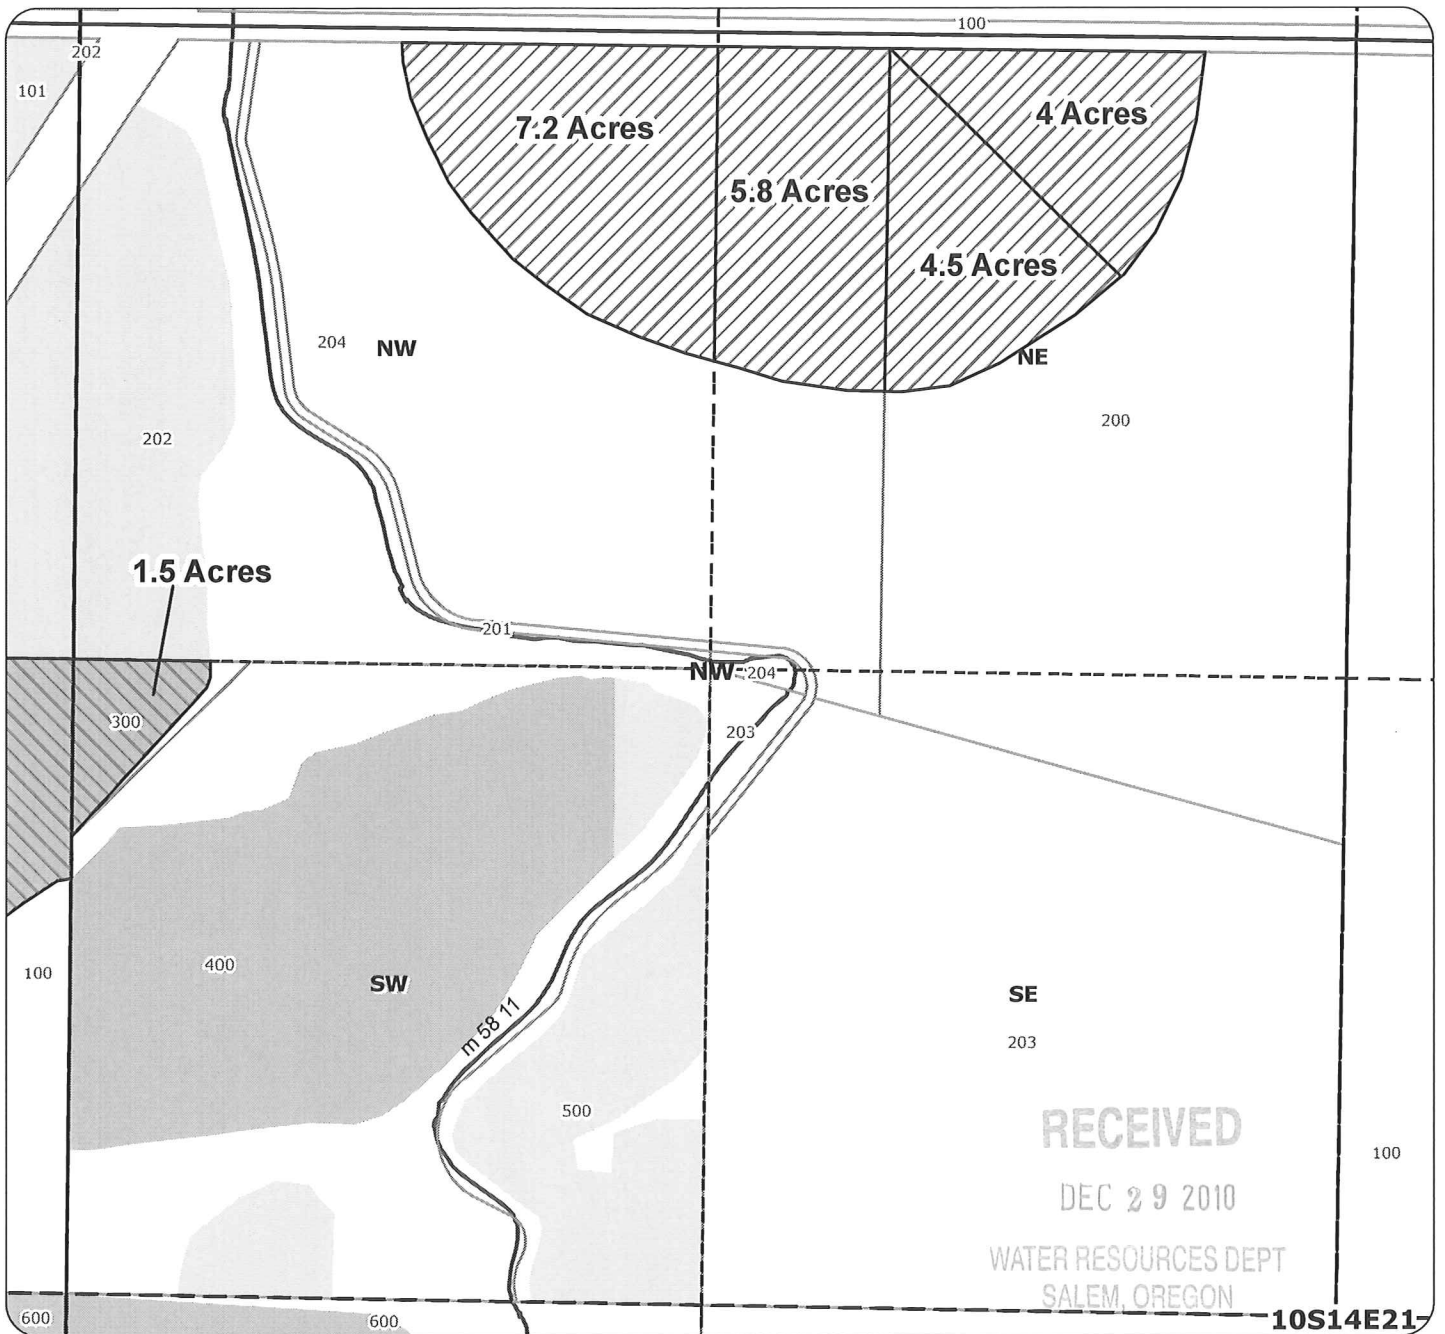 100
202
101
7.2 Acres
4 Acres
5.8 Acres
4.5 Acres
204
NW
NE
200
202
1.5 Acres
201
NW
204
300
203
400
100
SW
SE
m 58 11
203
500
RECEIVED
100
DEC 29 2010
WATER RESOURCES DEPT
SALEM, OREGON
600
600
10S14E21